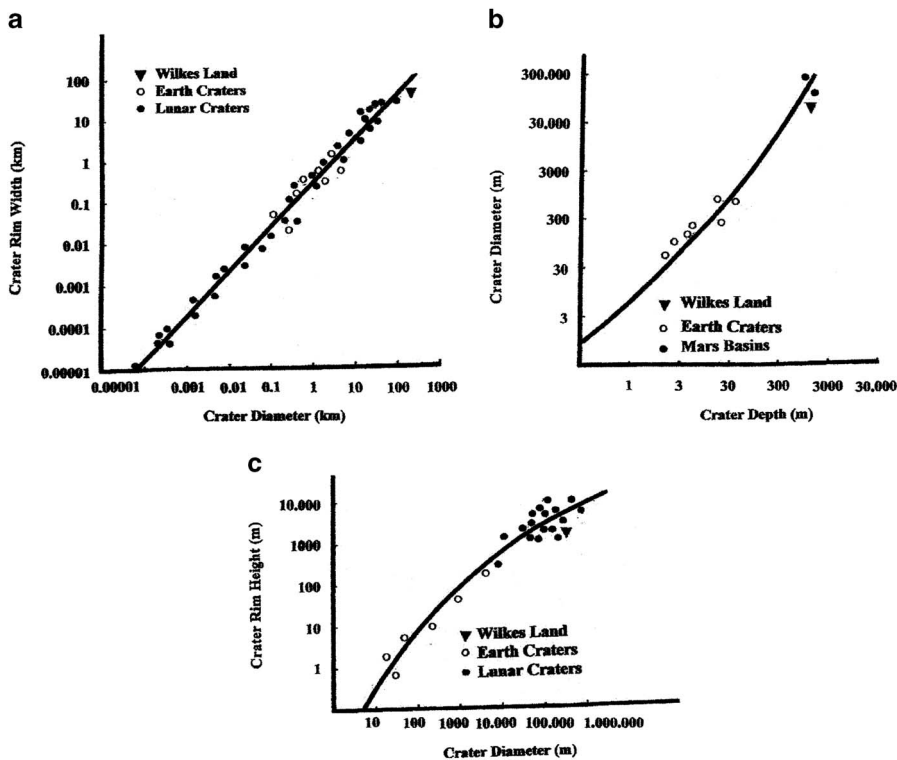 a
▼ Wilkes Land
○ Earth Craters
● Lunar Craters
100
10
1
0.1
0.01
0.001
0.0001
0.00001
Crater Rim Width (km)
0.00001 0.001 0.01 0.1 1 10 100 1000
Crater Diameter (km)
b
300.000
30.000
3000
300
30
3
Crater Diameter (m)
▼ Wilkes Land
○ Earth Craters
● Mars Basins
1 3 30 300 3000 30.000
Crater Depth (m)
c
10.000
1000
100
10
1
Crater Rim Height (m)
▼ Wilkes Land
○ Earth Craters
● Lunar Craters
10 100 1000 10.000 100.000 1.000.000
Crater Diameter (m)